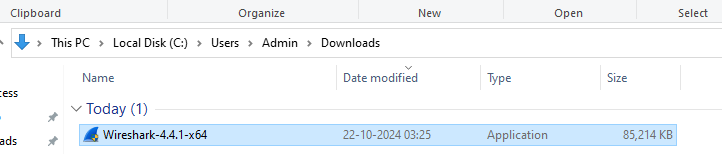 Clipboard Organize New Open Select
This PC > Local Disk (C:) > Users > Admin > Downloads
Name Date modified Type Size
cess
Today (1)
Wireshark-4.4.1-x64 22-10-2024 03:25 Application 85,214 KB
ads